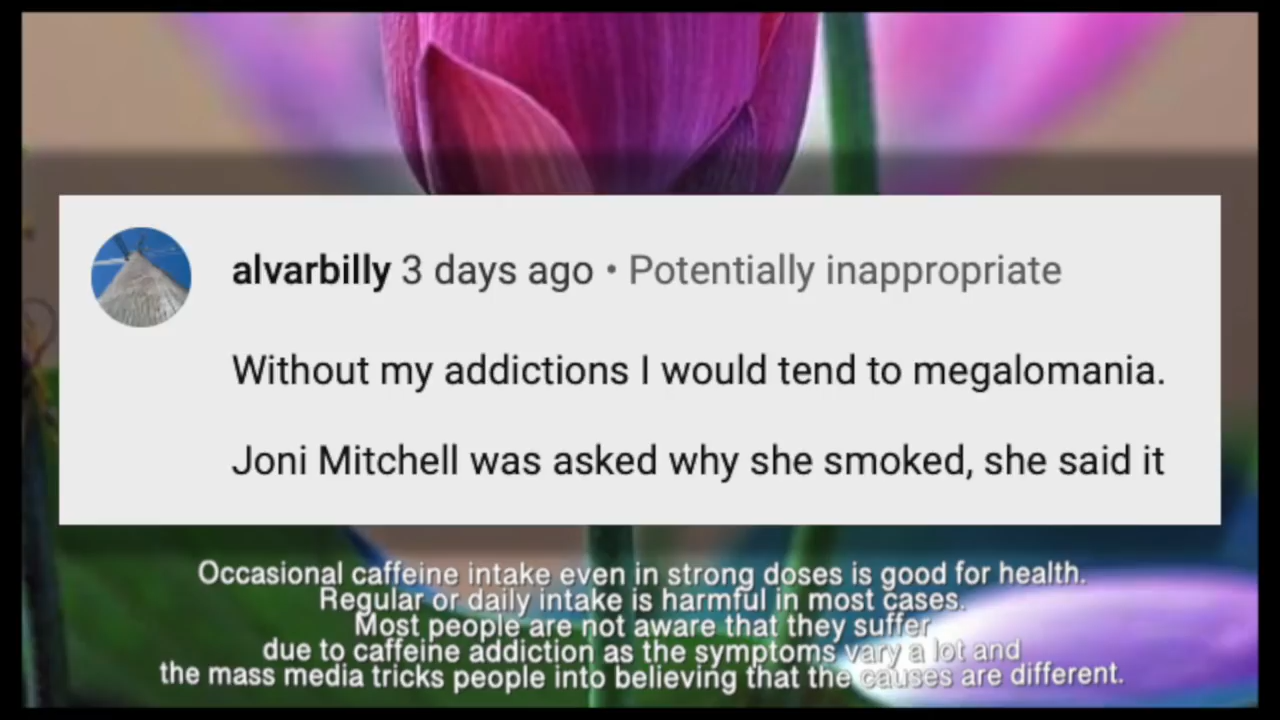 alvarbilly 3 days ago • Potentially inappropriate
Without my addictions I would tend to megalomania.
Joni Mitchell was asked why she smoked, she said it
Occasional caffeine intake even in strong doses is good for health.
Regular or daily intake is harmful in most cases.
Most people are not aware that they suffer
due to caffeine addiction as the symptoms vary a lot and
the mass media tricks people into believing that the causes are different.